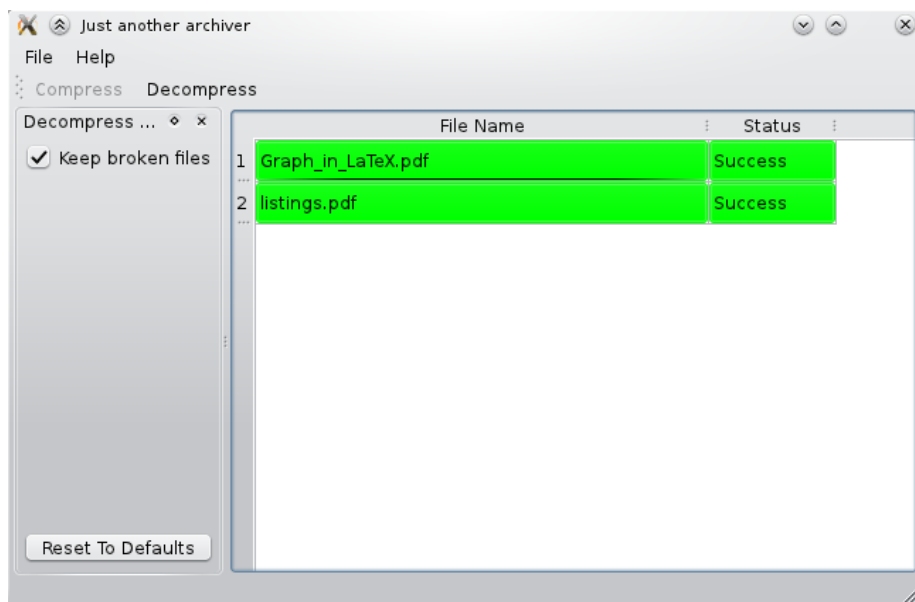 Just another archiver
File Help
Compress Decompress
Decompress ...
Keep broken files
File Name Status
1 Graph_in_LaTeX.pdf Success
2 listings.pdf Success
Reset To Defaults